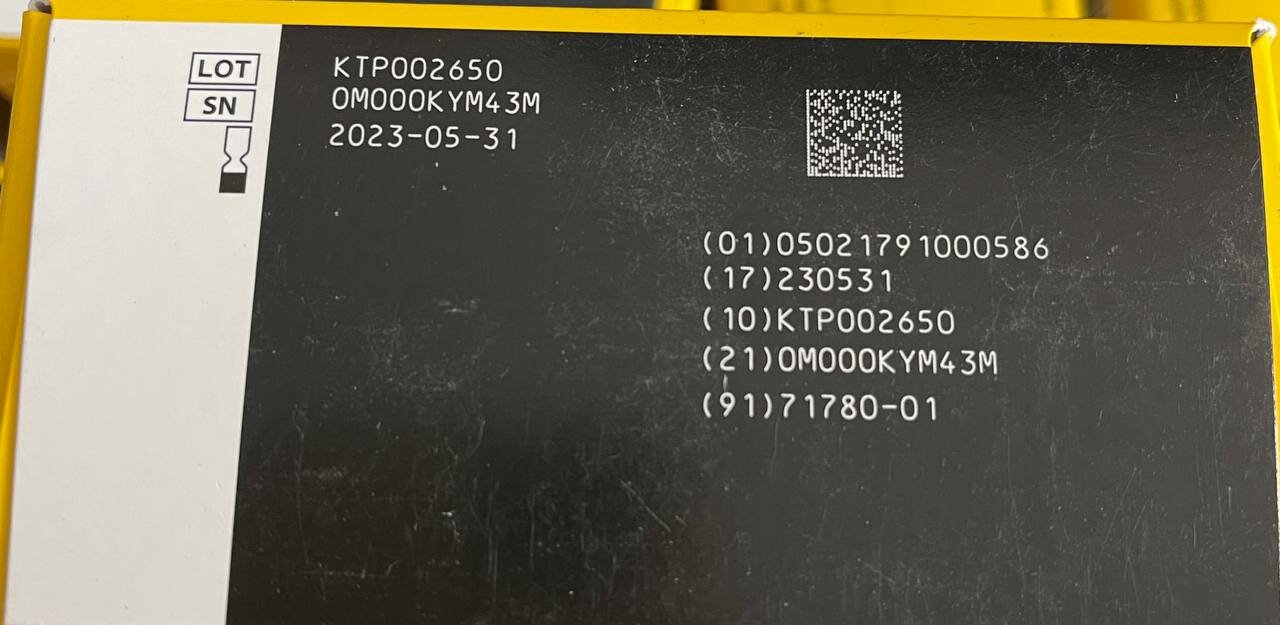 LOT KTP002650
SN 0M000KYM43M
2023-05-31
(01)05021791000586
(17)230531
(10)KTP002650
(21)0M000KYM43M
(91)71780-01